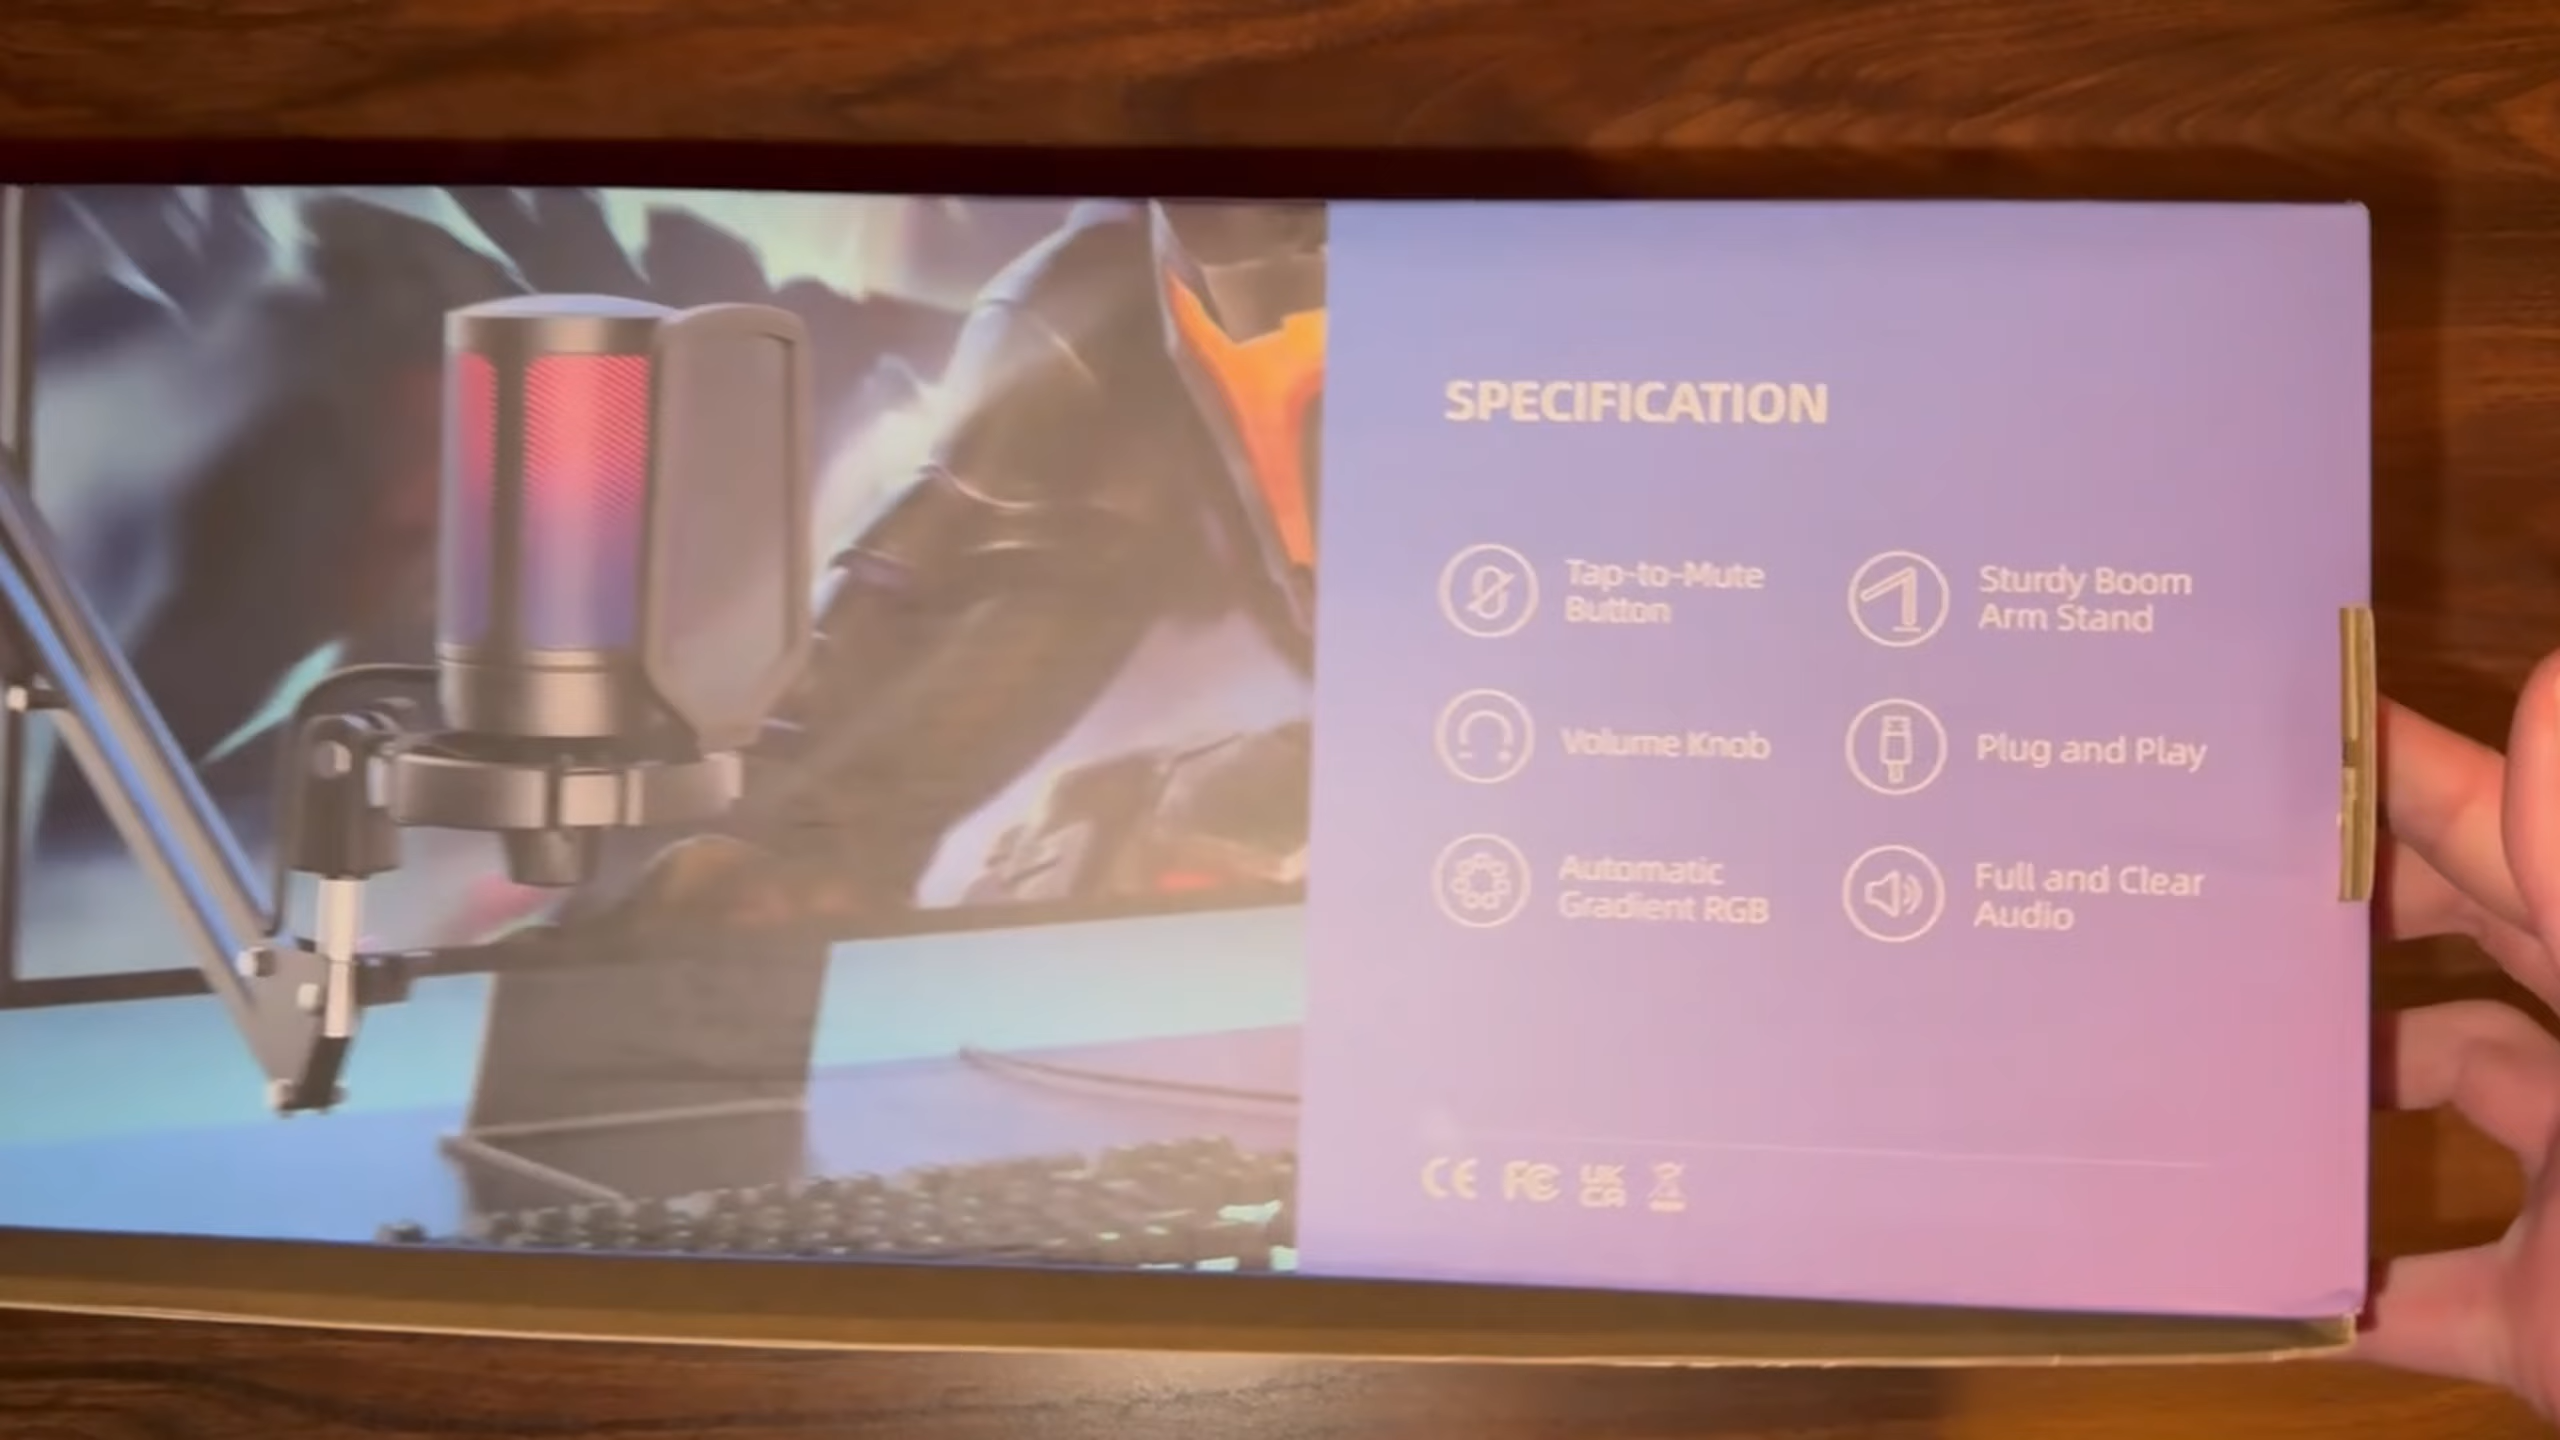 SPECIFICATION
Tap-to-Mute
Button
Sturdy Boom
Arm Stand
Volume Knob
Plug and Play
Automatic
Gradient RGB
Full and Clear
Audio
CE FC UK
CA